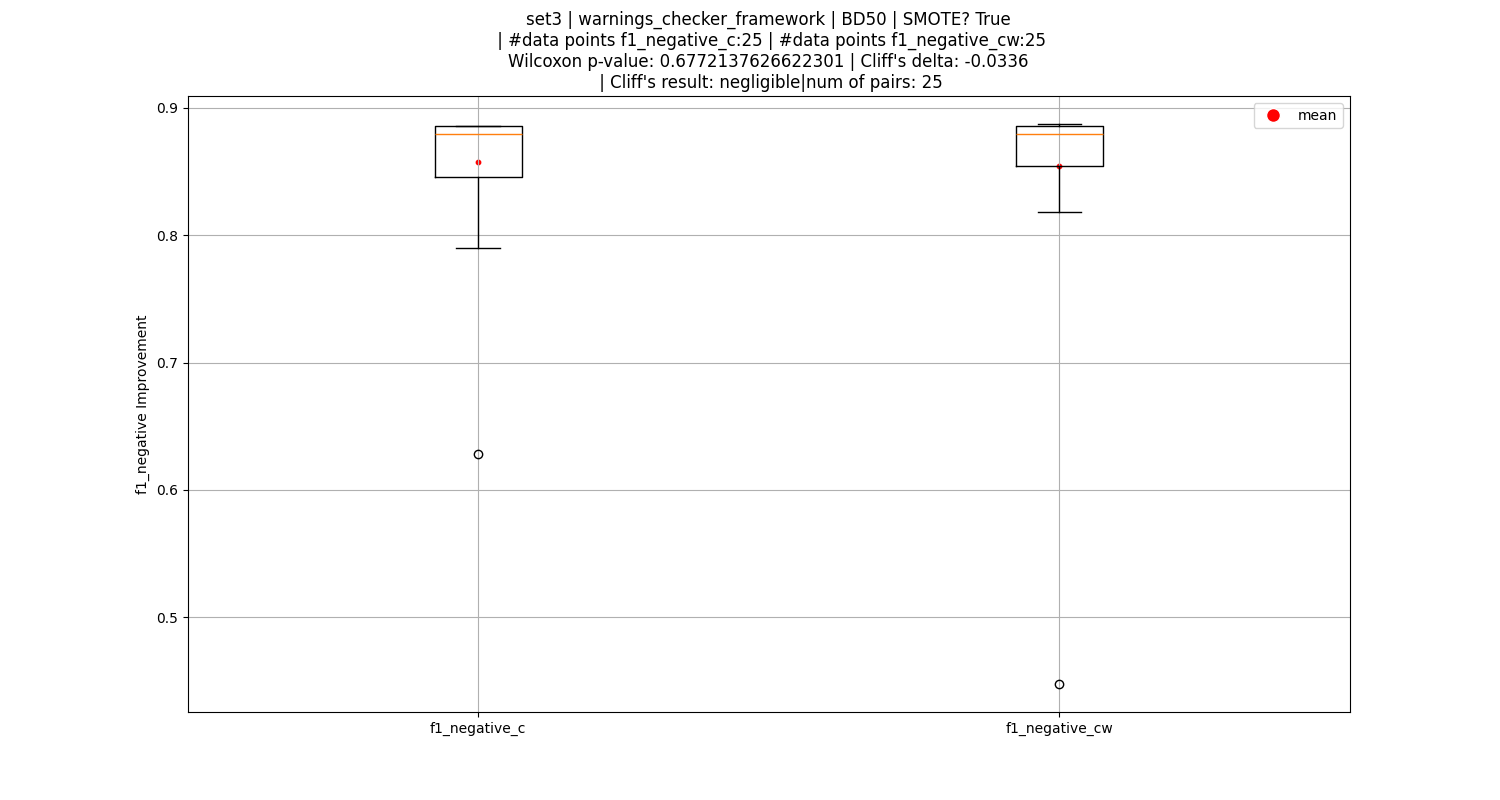 set3 | warnings_checker_framework | BD50 | SMOTE? True
| #data points f1_negative_c:25 | #data points f1_negative_cw:25
Wilcoxon p-value: 0.6772137626622301 | Cliff's delta: -0.0336
| Cliff's result: negligible|num of pairs: 25
mean
0.9
0.8
0.7
0.6
0.5
f1_negative Improvement
f1_negative_c
f1_negative_cw